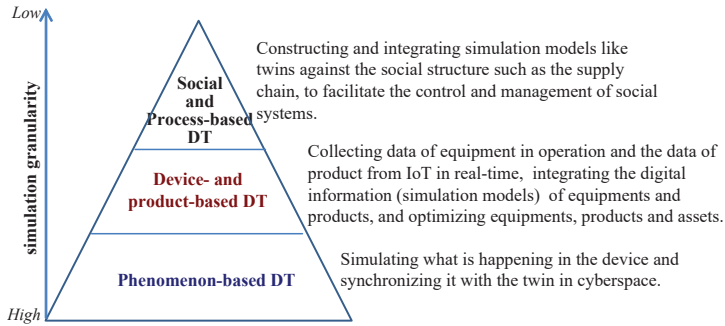 Low
simulation granularity
High
Social
and
Process-based
DT
Constructing and integrating simulation models like
twins against the social structure such as the supply
chain, to facilitate the control and management of social
systems.
Device- and
product-based DT
Collecting data of equipment in operation and the data of
product from IoT in real-time, integrating the digital
information (simulation models) of equipments and
products, and optimizing equipments, products and assets.
Phenomenon-based DT
Simulating what is happening in the device and
synchronizing it with the twin in cyberspace.